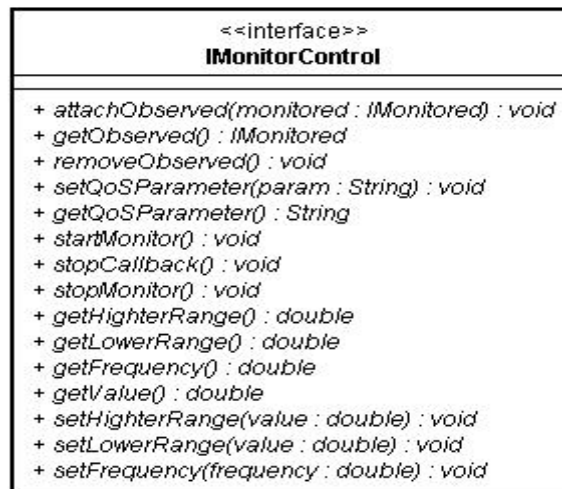 <<interface>>
IMonitorControl
+ attachObserved(monitored : IMonitored) : void
+ getObserved() : IMonitored
+ removeObserved() : void
+ setQoSParameter(param : String) : void
+ getQoSParameter() : String
+ startMonitor() : void
+ stopCallback() : void
+ stopMonitor() : void
+ getHighterRange() : double
+ getLowerRange() : double
+ getFrequency() : double
+ getValue() : double
+ setHighterRange(value : double) : void
+ setLowerRange(value : double) : void
+ setFrequency(frequency : double) : void